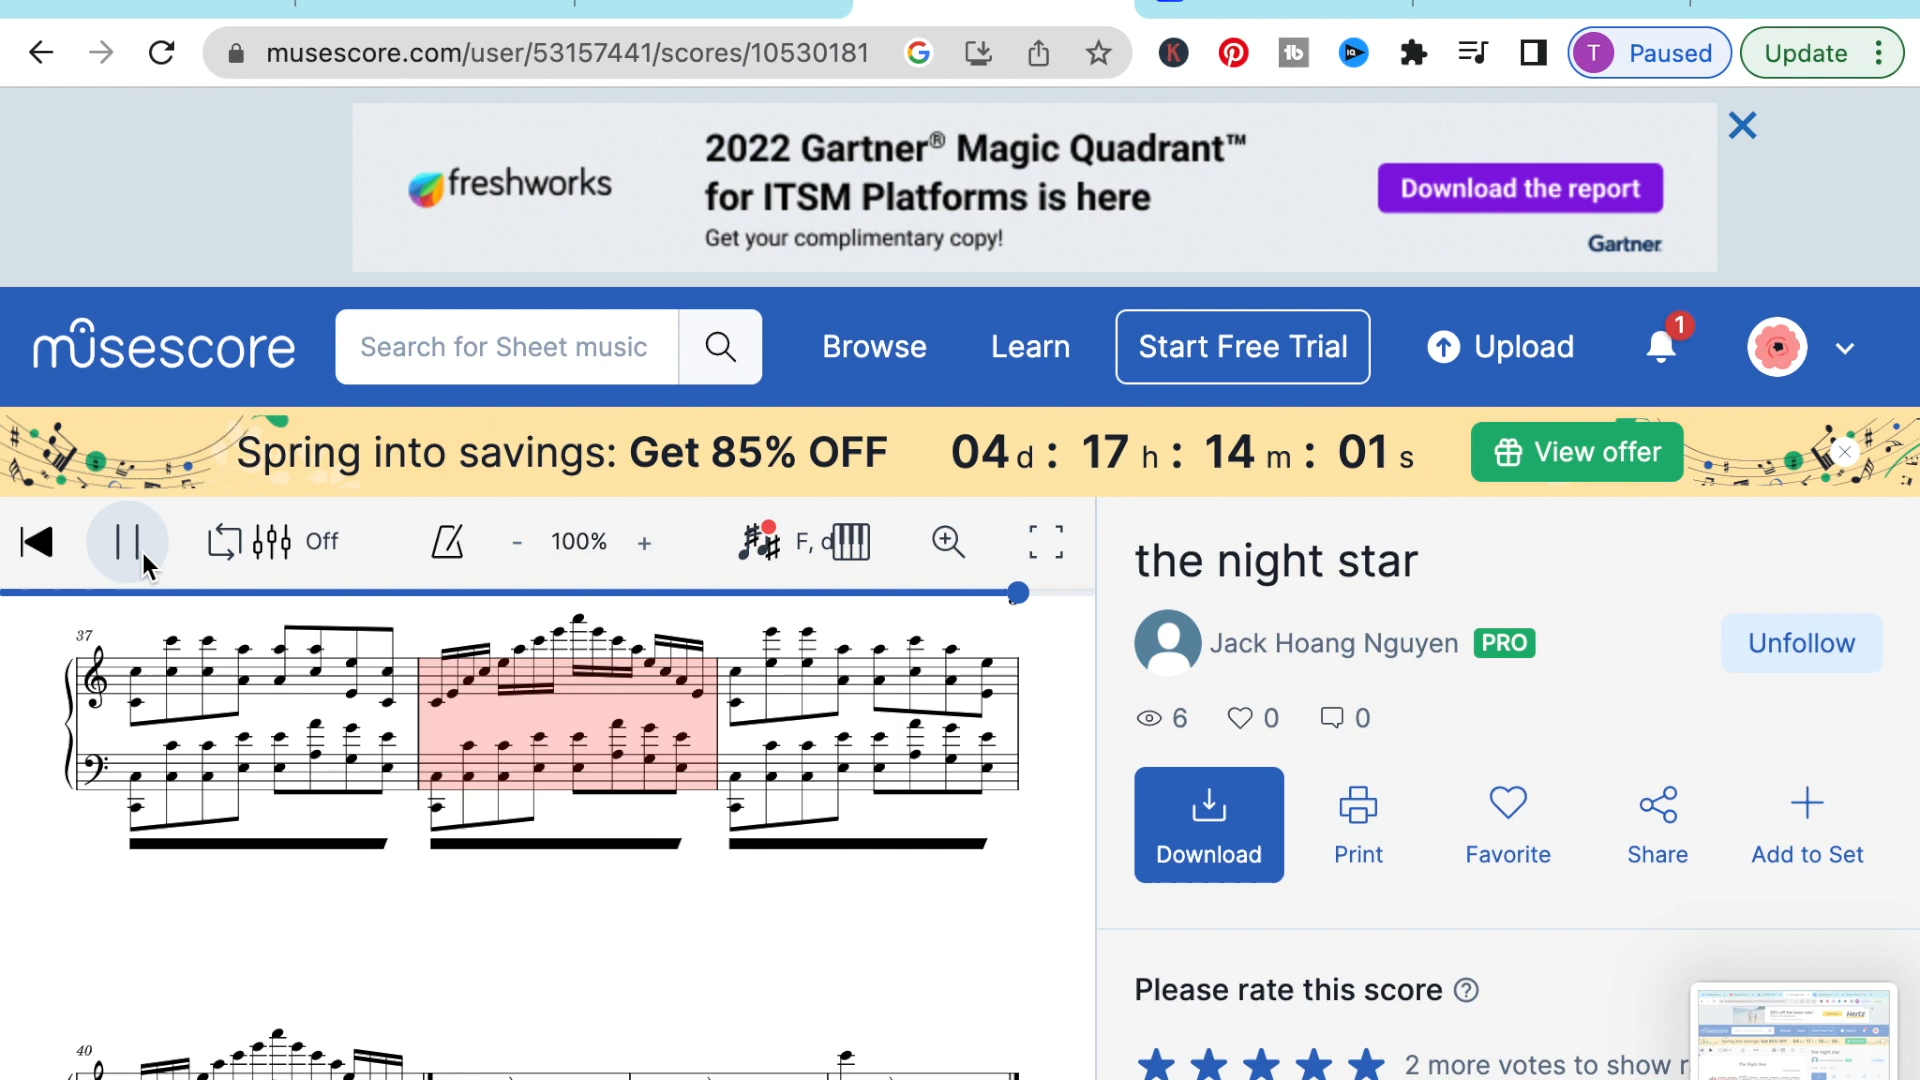 musescore.com/user/53157441/scores/10530181
K
T Paused
Update
freshworks
2022 Gartner® Magic Quadrant™
for ITSM Platforms is here
Get your complimentary copy!
Download the report
Gartner
musescore
Search for Sheet music
Browse
Learn
Start Free Trial
Upload
1
Spring into savings: Get 85% OFF
04 d : 17 h : 14 m : 01 s
View offer
Off
- 100% +
F, d
the night star
Jack Hoang Nguyen PRO
Unfollow
6
0
0
Download
Print
Favorite
Share
Add to Set
37
Please rate this score ?
40
2 more votes to show